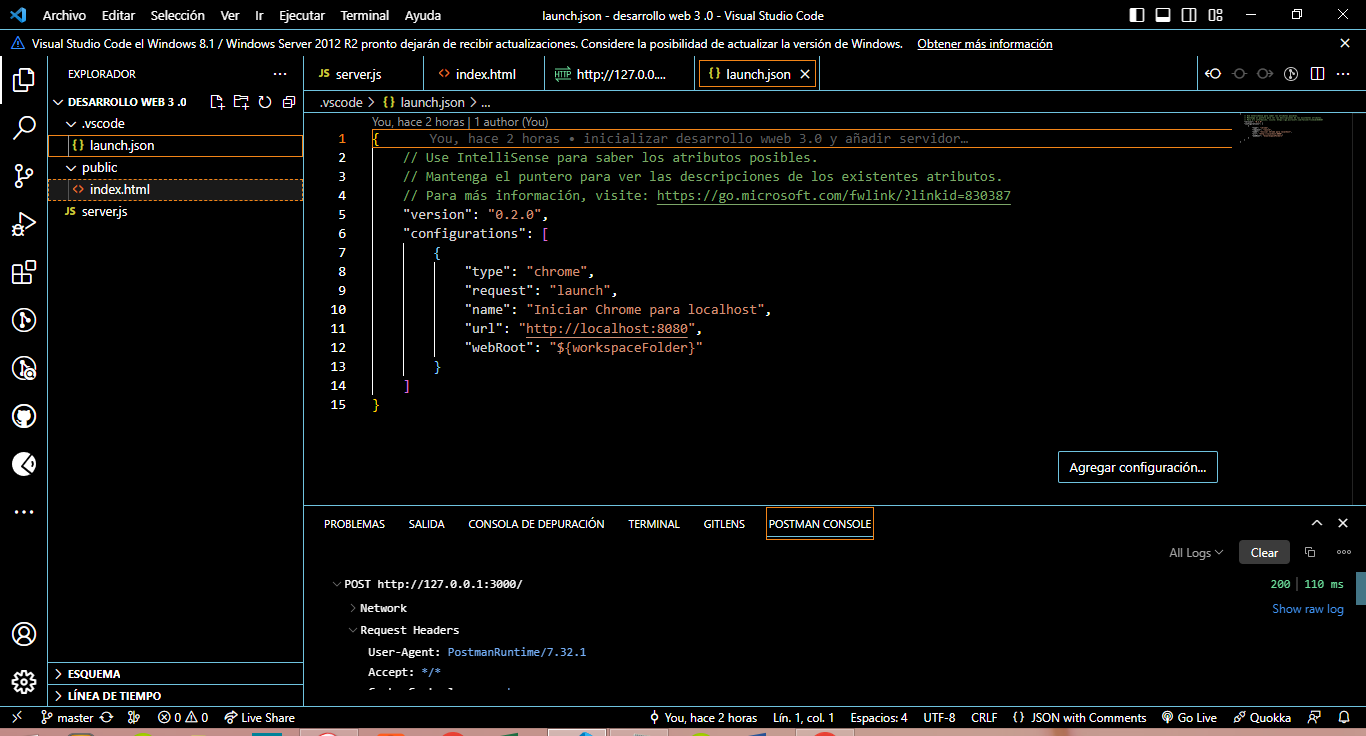 Archivo Editar Selección Ver Ir Ejecutar Terminal Ayuda
launch.json - desarrollo web 3 .0 - Visual Studio Code
Visual Studio Code el Windows 8.1 / Windows Server 2012 R2 pronto dejarán de recibir actualizaciones. Considere la posibilidad de actualizar la versión de Windows. Obtener más información
EXPLORADOR
DESARROLLO WEB 3 .0
.vscode
{} launch.json
public
<> index.html
JS server.js
ESQUEMA
LÍNEA DE TIEMPO
JS server.js
<> index.html
HTTP http://127.0.0....
{} launch.json
.vscode > {} launch.json > ...
You, hace 2 horas | 1 author (You)
1 { You, hace 2 horas • inicializar desarrollo wweb 3.0 y añadir servidor…
2 // Use IntelliSense para saber los atributos posibles.
3 // Mantenga el puntero para ver las descripciones de los existentes atributos.
4 // Para más información, visite: https://go.microsoft.com/fwlink/?linkid=830387
5 "version": "0.2.0",
6 "configurations": [
7 {
8 "type": "chrome",
9 "request": "launch",
10 "name": "Iniciar Chrome para localhost",
11 "url": "http://localhost:8080",
12 "webRoot": "${workspaceFolder}"
13 }
14 ]
15 }
Agregar configuración...
PROBLEMAS SALIDA CONSOLA DE DEPURACIÓN TERMINAL GITLENS POSTMAN CONSOLE
All Logs Clear
POST http://127.0.0.1:3000/ 200 | 110 ms
Network Show raw log
Request Headers
User-Agent: PostmanRuntime/7.32.1
Accept: */*
master 0 0 Live Share You, hace 2 horas Lín. 1, col. 1 Espacios: 4 UTF-8 CRLF {} JSON with Comments Go Live Quokka